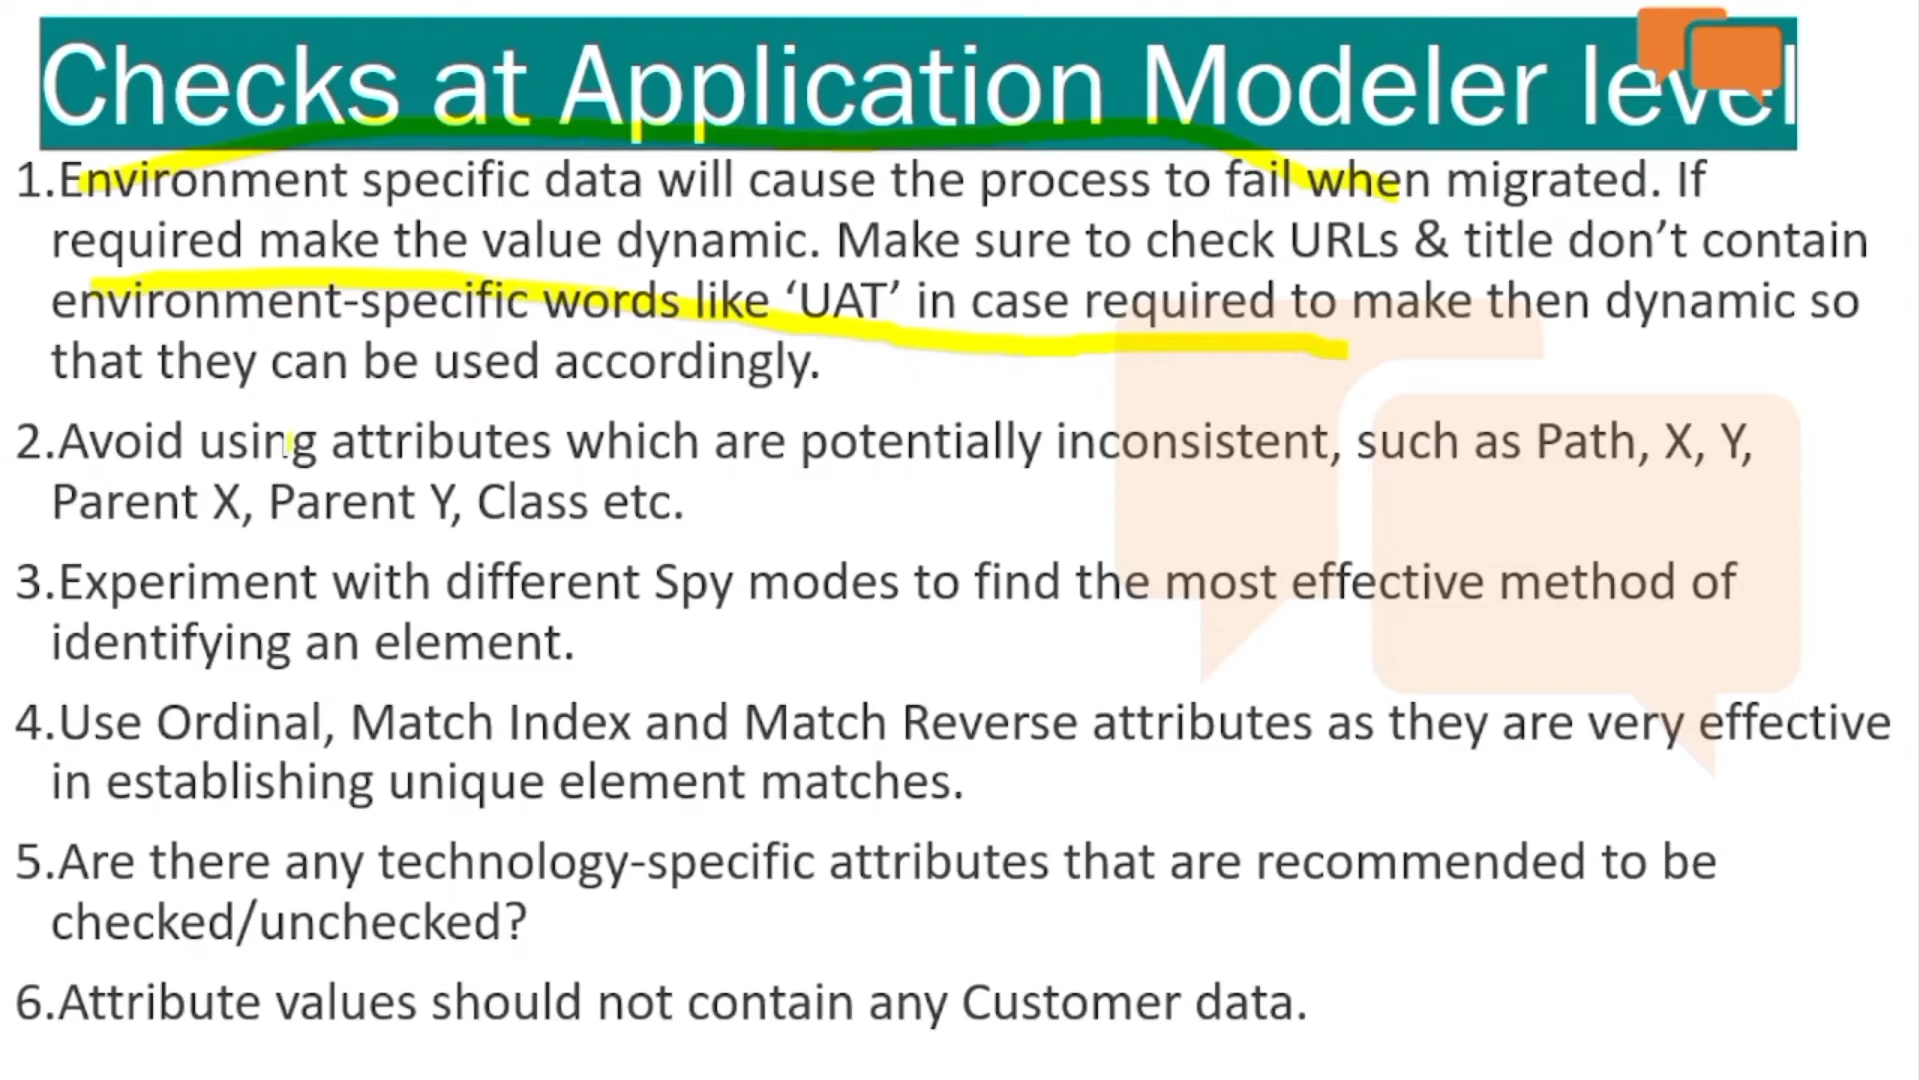 Checks at Application Modeler level
1.Environment specific data will cause the process to fail when migrated. If
required make the value dynamic. Make sure to check URLs & title don’t contain
environment-specific words like ‘UAT’ in case required to make then dynamic so
that they can be used accordingly.
2.Avoid using attributes which are potentially inconsistent, such as Path, X, Y,
Parent X, Parent Y, Class etc.
3.Experiment with different Spy modes to find the most effective method of
identifying an element.
4.Use Ordinal, Match Index and Match Reverse attributes as they are very effective
in establishing unique element matches.
5.Are there any technology-specific attributes that are recommended to be
checked/unchecked?
6.Attribute values should not contain any Customer data.